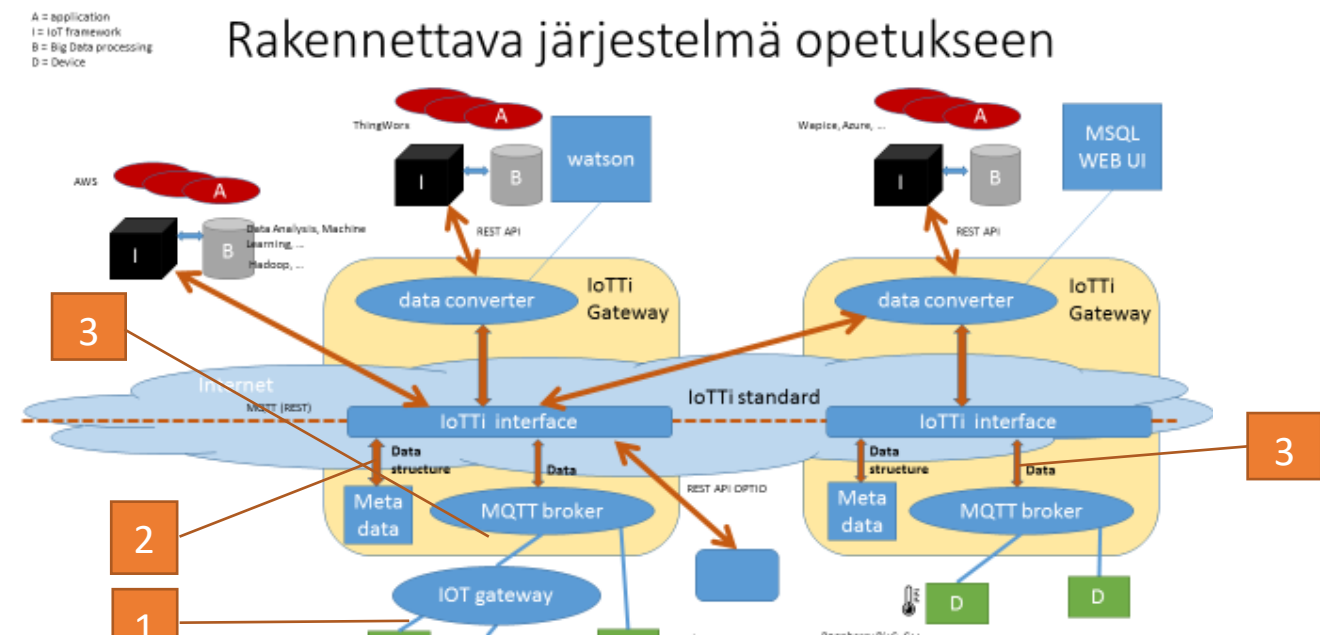 A = application
I = IoT framework
B = Big Data processing
D = Device
Rakennettava järjestelmä opetukseen
ThingWorx
A
watson
I
B
Wapice, Azure, ...
A
MSQL
WEB UI
I
B
AWS
A
I
B
Data Analysis, Machine
Learning, ...
Hadoop, ...
REST API
REST API
data converter
IoTTi
Gateway
data converter
IoTTi
Gateway
3
Internet
MQTT (REST)
IoTTi standard
IoTTi interface
IoTTi interface
3
Data
structure
Data
Data
structure
Data
REST API OPTIO
2
Meta
data
MQTT broker
Meta
data
MQTT broker
IOT gateway
D
D
1